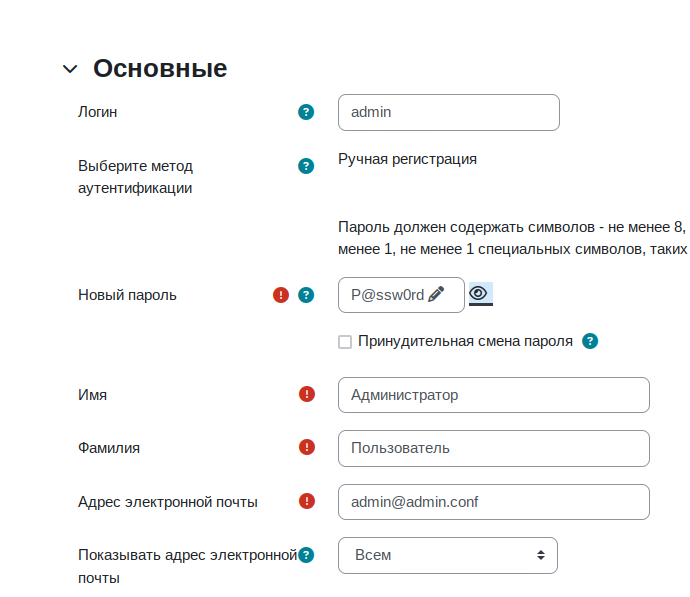 Основные
Логин
admin
Выберите метод
аутентификации
Ручная регистрация
Пароль должен содержать символов - не менее 8,
менее 1, не менее 1 специальных символов, таких
Новый пароль
P@ssw0rd
Принудительная смена пароля
Имя
Администратор
Фамилия
Пользователь
Адрес электронной почты
admin@admin.conf
Показывать адрес электронной
почты
Всем